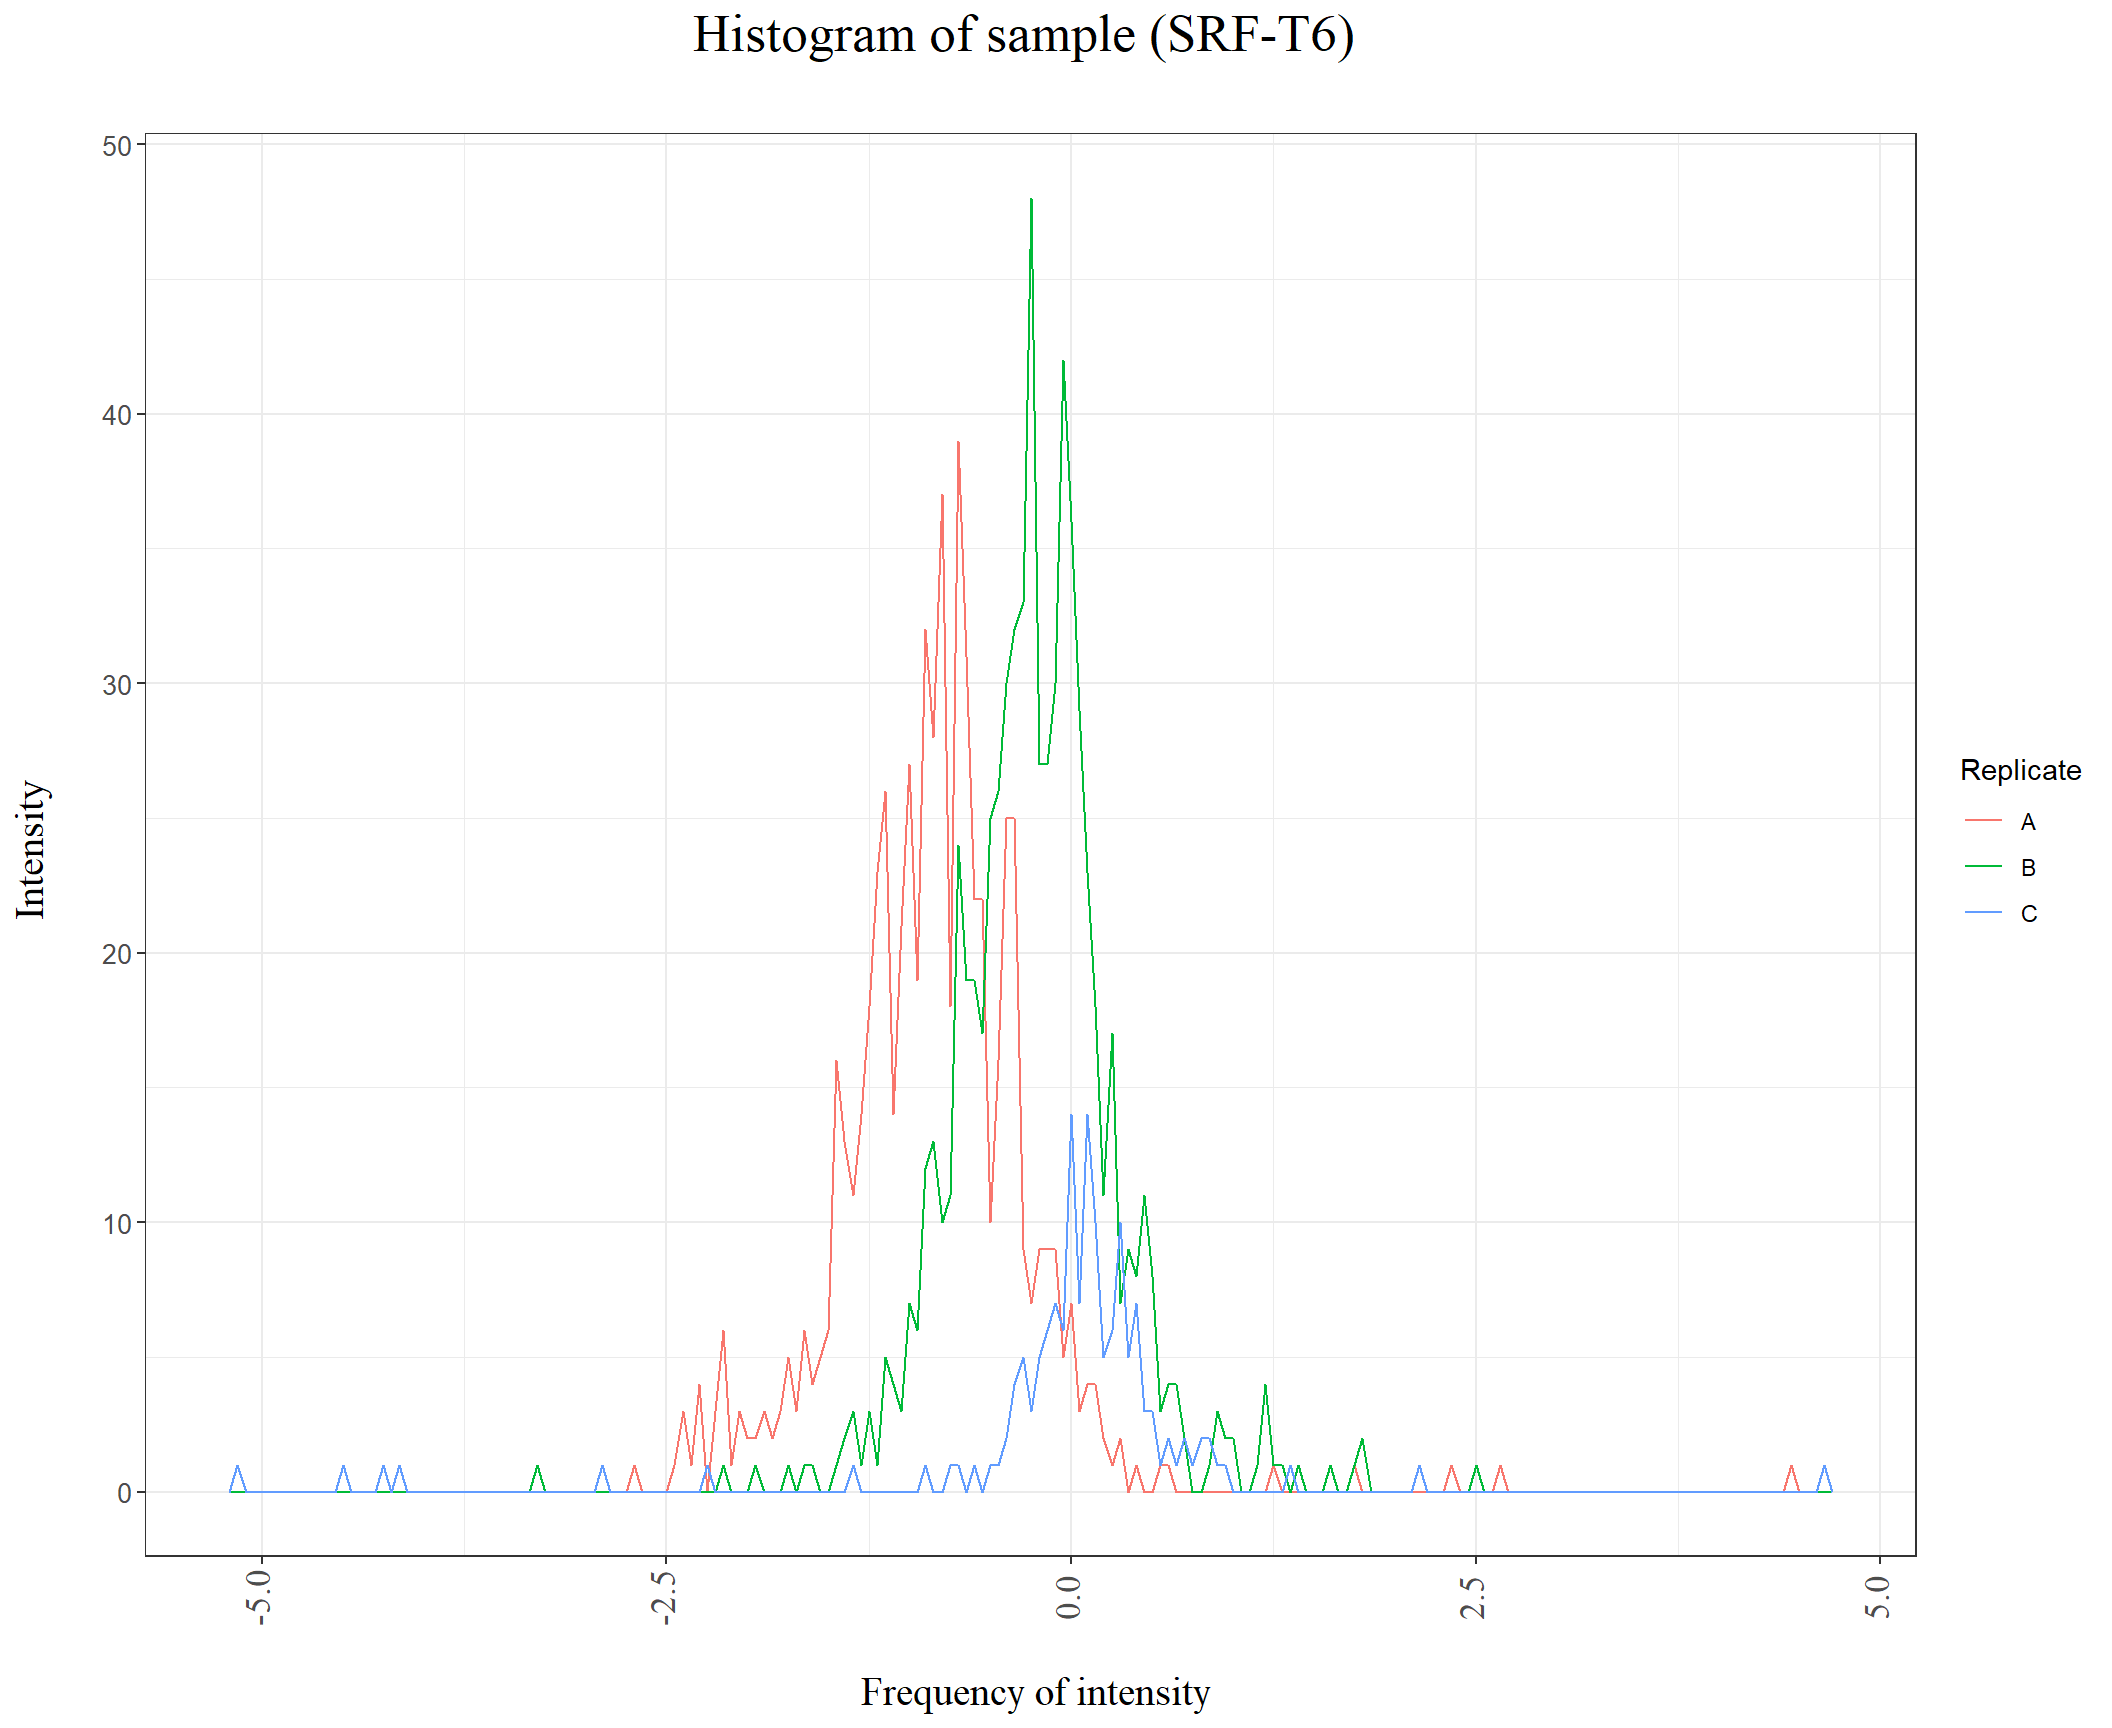 Histogram of sample (SRF-T6)
50
40
30
20
10
0
Intensity
-5.0
-2.5
0.0
2.5
5.0
Frequency of intensity
Replicate
A
B
C